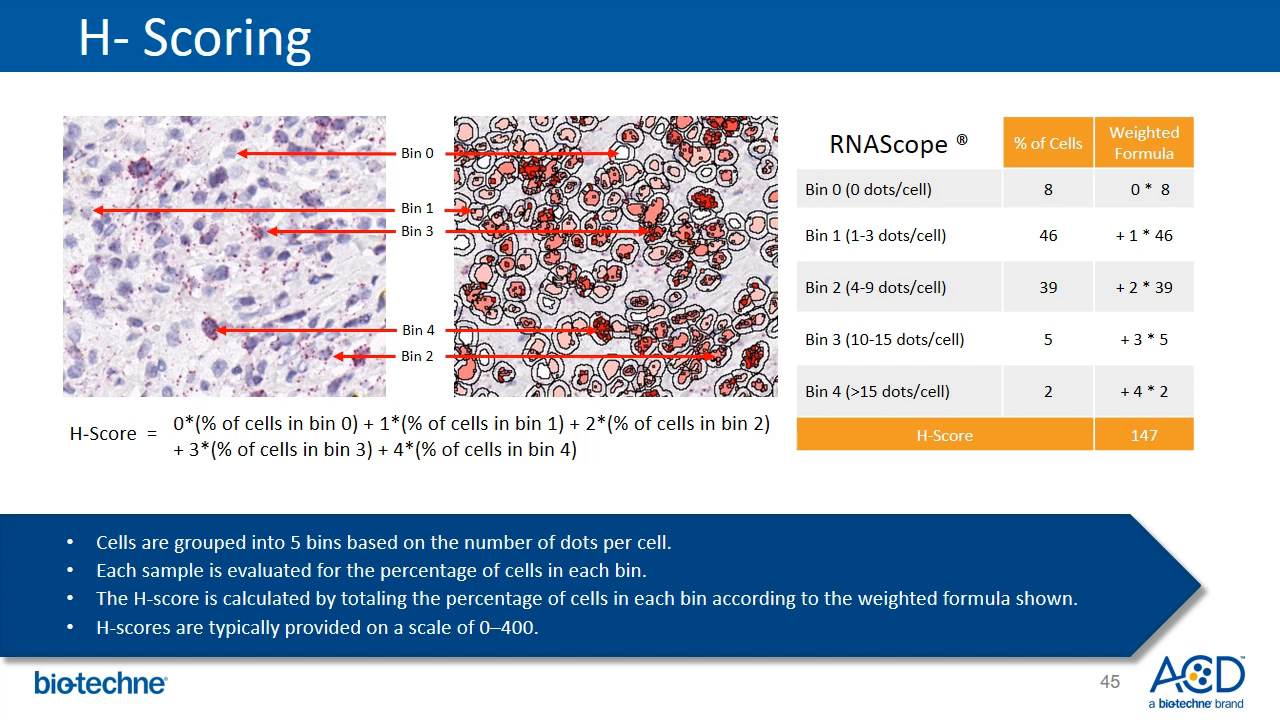 H- Scoring
Bin 0
Bin 1
Bin 3
Bin 4
Bin 2
H-Score = 0*(% of cells in bin 0) + 1*(% of cells in bin 1) + 2*(% of cells in bin 2)
+ 3*(% of cells in bin 3) + 4*(% of cells in bin 4)
RNAScope ® % of Cells Weighted Formula
Bin 0 (0 dots/cell) 8 0 * 8
Bin 1 (1-3 dots/cell) 46 + 1 * 46
Bin 2 (4-9 dots/cell) 39 + 2 * 39
Bin 3 (10-15 dots/cell) 5 + 3 * 5
Bin 4 (>15 dots/cell) 2 + 4 * 2
H-Score 147
• Cells are grouped into 5 bins based on the number of dots per cell.
• Each sample is evaluated for the percentage of cells in each bin.
• The H-score is calculated by totaling the percentage of cells in each bin according to the weighted formula shown.
• H-scores are typically provided on a scale of 0–400.
bio-techne®
45
ACD™
a bio-techne brand